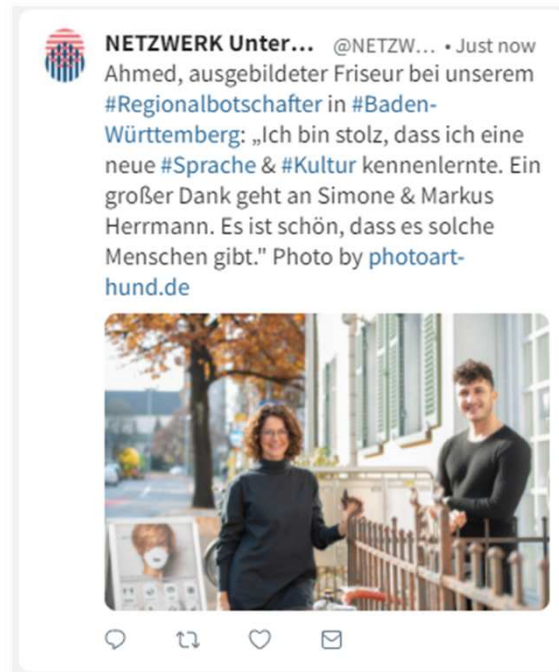 NETZWERK Unter... @NETZW... • Just now
Ahmed, ausgebildeter Friseur bei unserem
#Regionalbotschafter in #Baden-
Württemberg: „Ich bin stolz, dass ich eine
neue #Sprache & #Kultur kennenlernte. Ein
großer Dank geht an Simone & Markus
Herrmann. Es ist schön, dass es solche
Menschen gibt." Photo by photoart-
hund.de